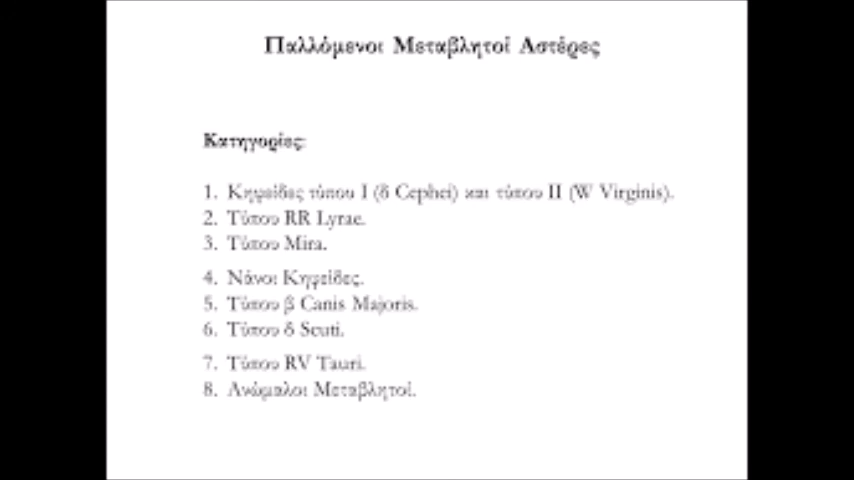 Παλλόμενοι Μεταβλητοί Αστέρες
Κατηγορίες:
1. Κηφείδες τύπου I (δ Cephei) και τύπου II (W Virginis).
2. Τύπου RR Lyrae.
3. Τύπου Mira.
4. Νάνοι Κηφείδες.
5. Τύπου β Canis Majoris.
6. Τύπου δ Scuti.
7. Τύπου RV Tauri.
8. Ανώμαλοι Μεταβλητοί.